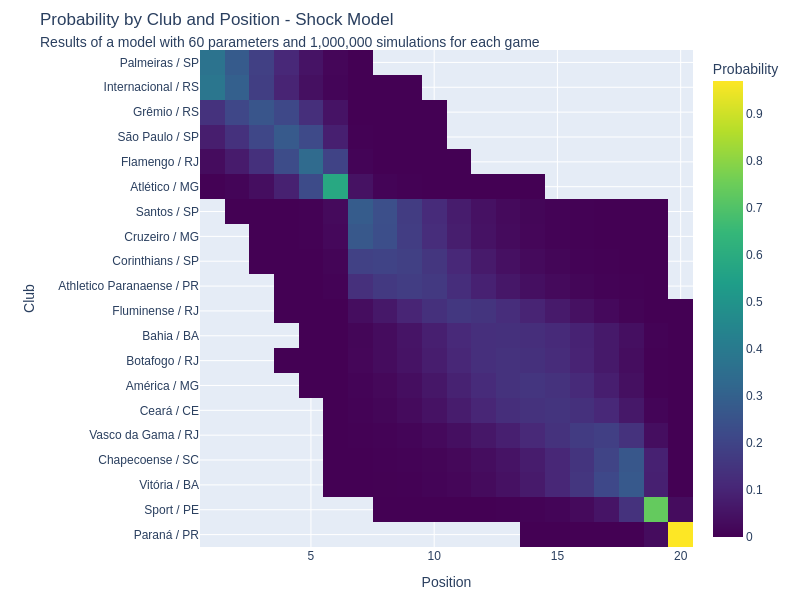 Probability by Club and Position - Shock Model
Results of a model with 60 parameters and 1,000,000 simulations for each game
Probability
Club
Palmeiras / SP
Internacional / RS
Grêmio / RS
São Paulo / SP
Flamengo / RJ
Atlético / MG
Santos / SP
Cruzeiro / MG
Corinthians / SP
Athletico Paranaense / PR
Fluminense / RJ
Bahia / BA
Botafogo / RJ
América / MG
Ceará / CE
Vasco da Gama / RJ
Chapecoense / SC
Vitória / BA
Sport / PE
Paraná / PR
5
10
15
20
Position
0.9
0.8
0.7
0.6
0.5
0.4
0.3
0.2
0.1
0